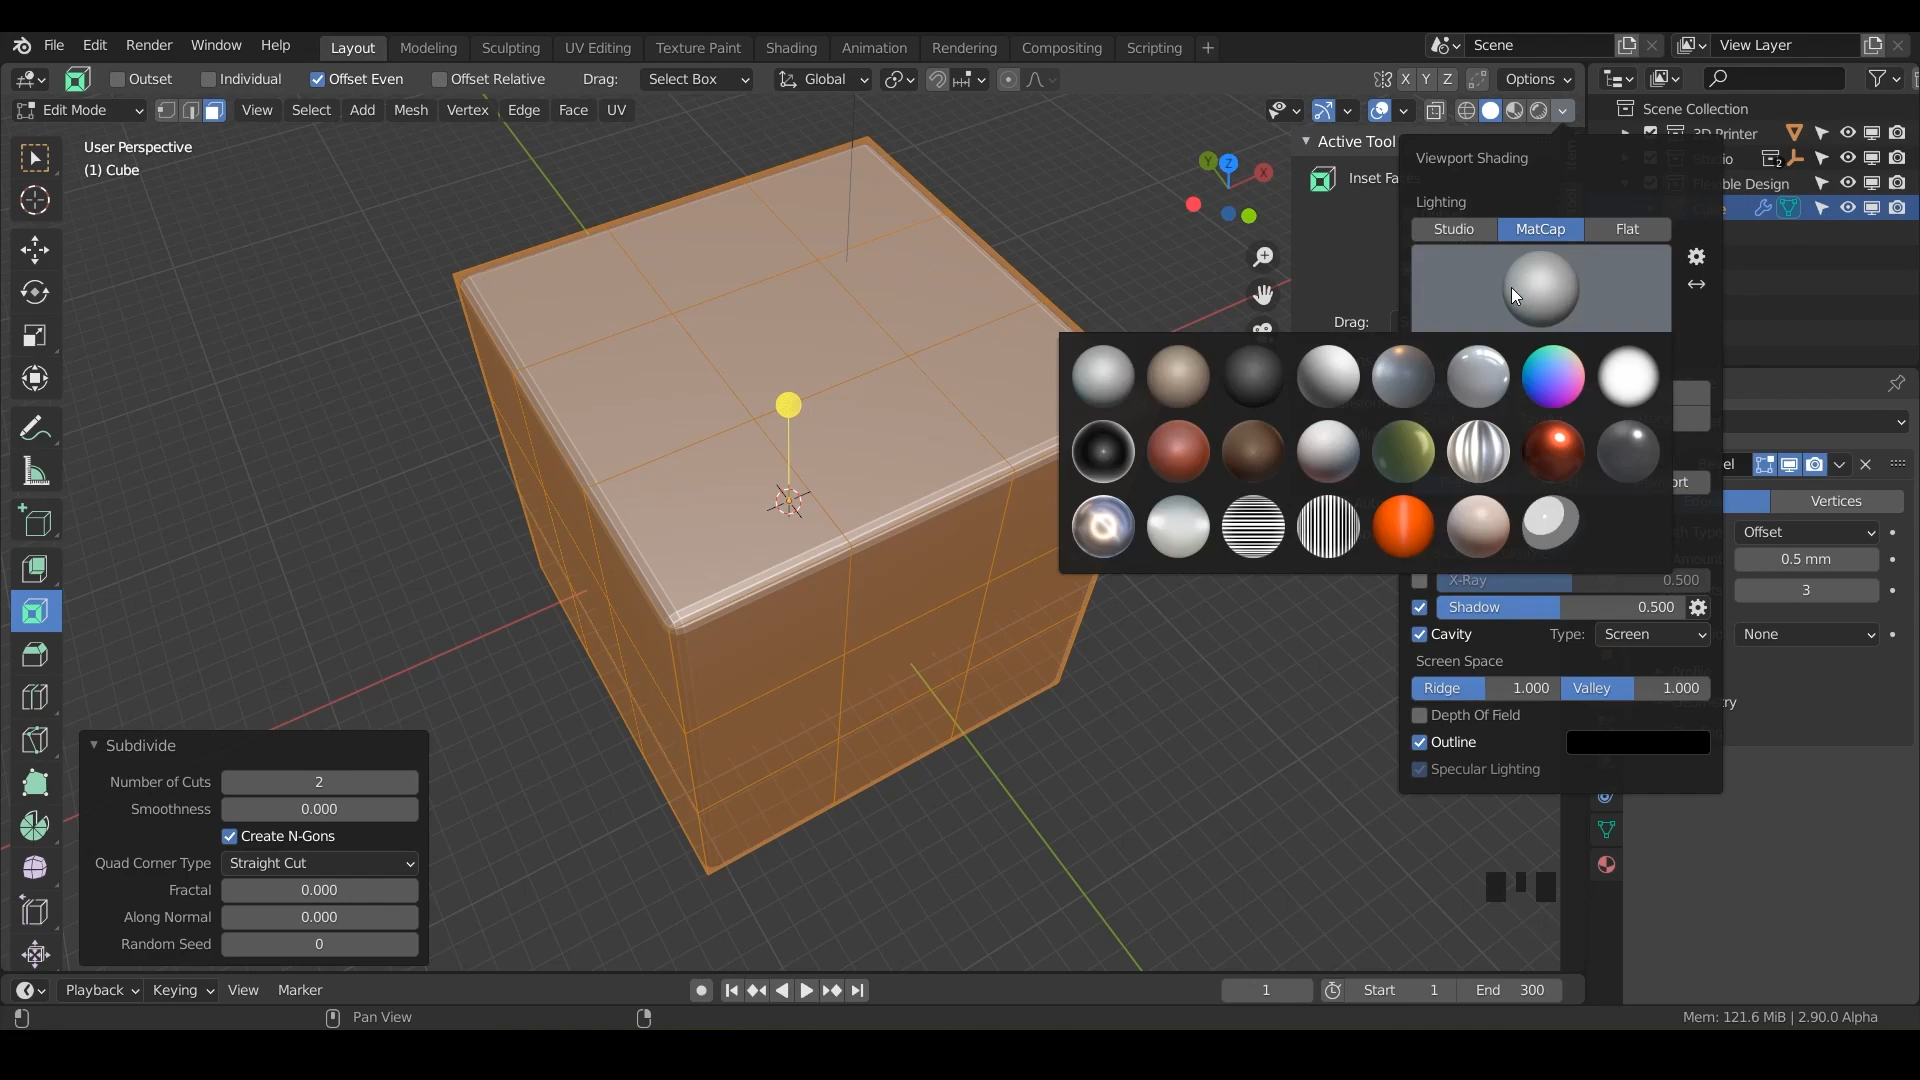 File Edit Render Window Help Layout Modeling Sculpting UV Editing Texture Paint Shading Animation Rendering Compositing Scripting + Scene View Layer
Outset Individual Offset Even Offset Relative Drag: Select Box Global X Y Z Options
Edit Mode View Select Add Mesh Vertex Edge Face UV
Scene Collection
3D Printer
User Perspective
(1) Cube
Y Z X
Active Tool
Inset
Drag:
Viewport Shading
Lighting
Studio MatCap Flat
X-Ray 0.500
Shadow 0.500
Cavity Type: Screen
Screen Space
Ridge 1.000 Valley 1.000
Depth Of Field
Outline
Specular Lighting
Design
2
Vertices
Offset
0.5 mm
3
None
Subdivide
Number of Cuts 2
Smoothness 0.000
Create N-Gons
Quad Corner Type Straight Cut
Fractal 0.000
Along Normal 0.000
Random Seed 0
Playback Keying View Marker 1 Start 1 End 300
Pan View Mem: 121.6 MiB | 2.90.0 Alpha